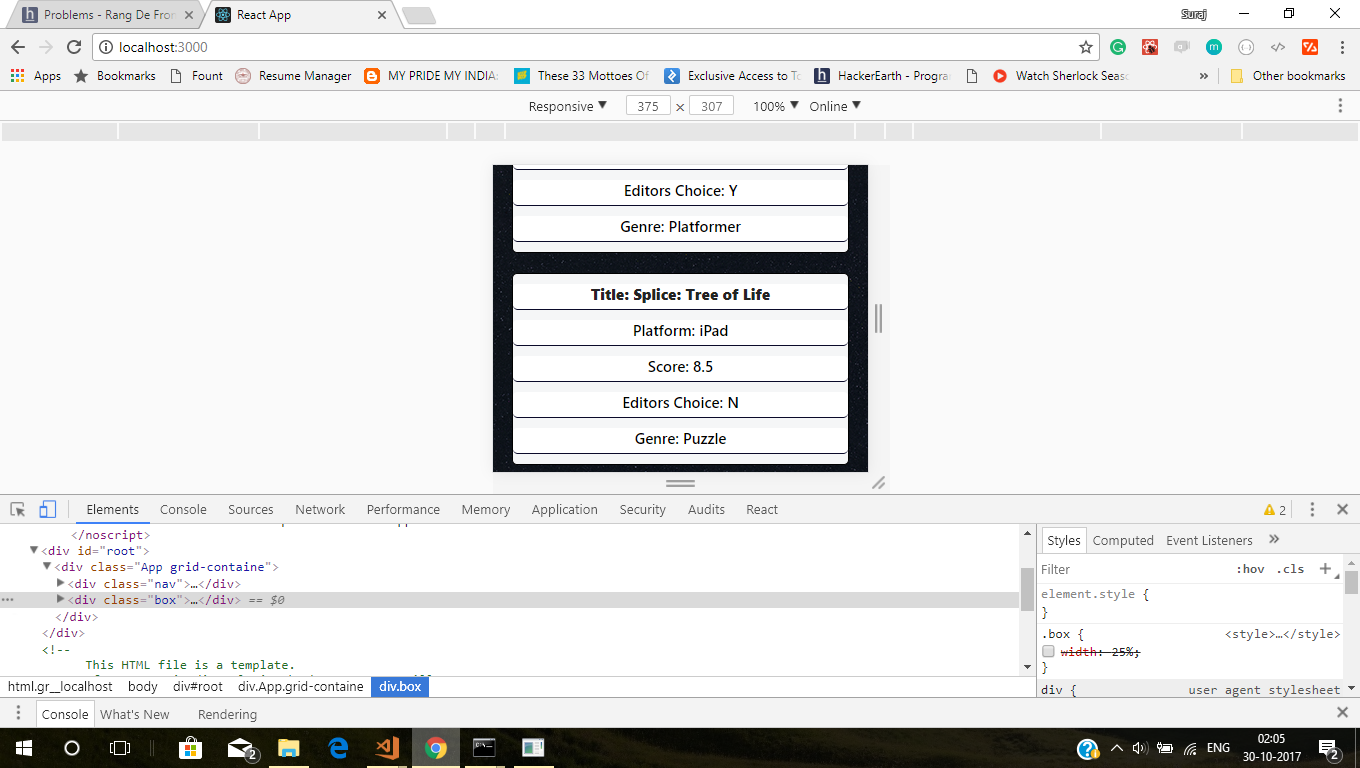 Problems - Rang De Fron
React App
Suraj
localhost:3000
Apps Bookmarks Fount Resume Manager MY PRIDE MY INDIA: These 33 Mottoes Of Exclusive Access to To HackerEarth - Progra Watch Sherlock Seas » Other bookmarks
Responsive ▼ 375 × 307 100% ▼ Online ▼
Editors Choice: Y
Genre: Platformer
Title: Splice: Tree of Life
Platform: iPad
Score: 8.5
Editors Choice: N
Genre: Puzzle
Elements Console Sources Network Performance Memory Application Security Audits React 2
</noscript>
▼<div id="root">
▼<div class="App grid-containe">
▶<div class="nav">…</div>
▶<div class="box">…</div> == $0
</div>
</div>
<!--
This HTML file is a template.
html.gr__localhost body div#root div.App.grid-containe div.box
Styles Computed Event Listeners »
Filter :hov .cls +
element.style {
}
.box { <style>…</style>
width: 25%;
}
div { user agent stylesheet
Console What's New Rendering
2 ENG 02:05
30-10-2017 2